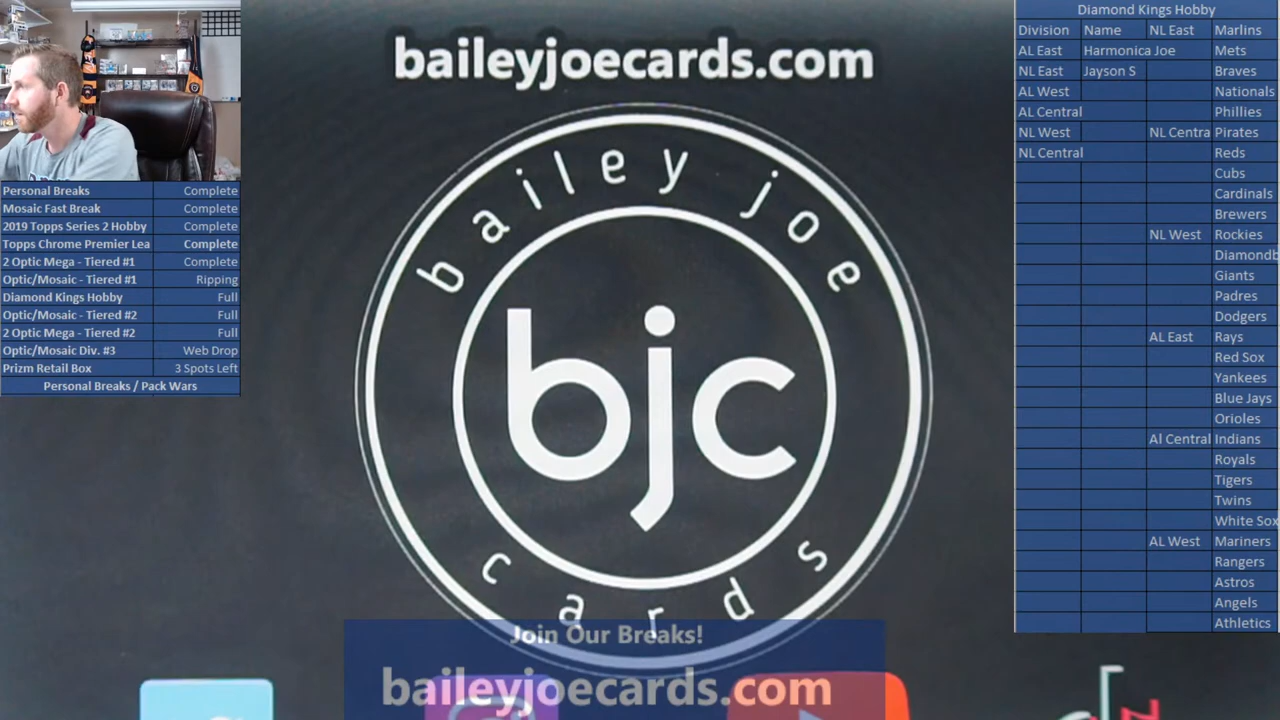 baileyjoecards.com
bailey joe
bjc
cards
Join Our Breaks!
baileyjoecards.com
Personal Breaks Complete
Mosaic Fast Break Complete
2019 Topps Series 2 Hobby Complete
Topps Chrome Premier Lea Complete
2 Optic Mega - Tiered #1 Complete
Optic/Mosaic - Tiered #1 Ripping
Diamond Kings Hobby Full
Optic/Mosaic - Tiered #2 Full
2 Optic Mega - Tiered #2 Full
Optic/Mosaic Div. #3 Web Drop
Prizm Retail Box 3 Spots Left
Personal Breaks / Pack Wars
Diamond Kings Hobby
Division Name NL East Marlins
AL East Harmonica Joe Mets
NL East Jayson S Braves
AL West Nationals
AL Central Phillies
NL West NL Centra Pirates
NL Central Reds
Cubs
Cardinals
Brewers
NL West Rockies
Diamondb
Giants
Padres
Dodgers
AL East Rays
Red Sox
Yankees
Blue Jays
Orioles
Al Central Indians
Royals
Tigers
Twins
White Sox
AL West Mariners
Rangers
Astros
Angels
Athletics